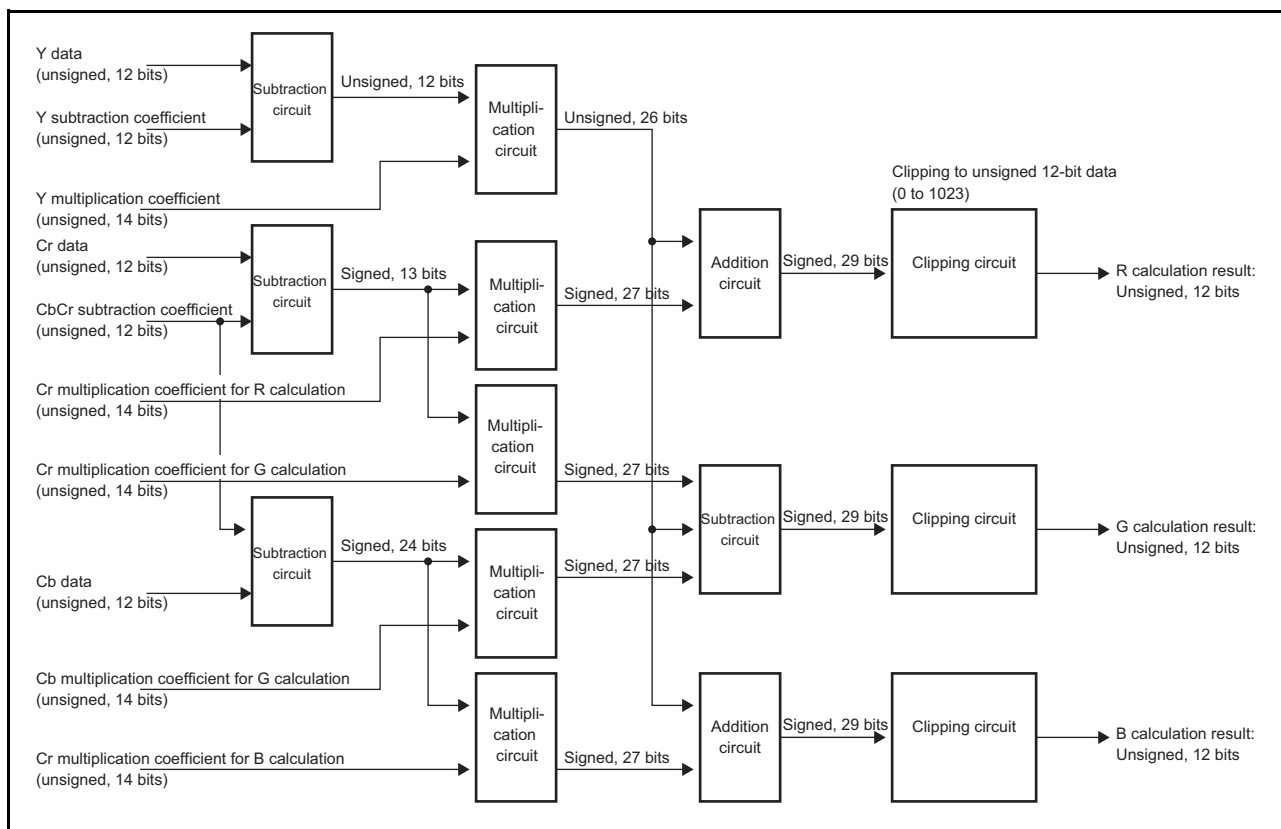 Y data
(unsigned, 12 bits)
Y subtraction coefficient
(unsigned, 12 bits)
Subtraction
circuit
Unsigned, 12 bits
Y multiplication coefficient
(unsigned, 14 bits)
Multipli-
cation
circuit
Unsigned, 26 bits
Cr data
(unsigned, 12 bits)
CbCr subtraction coefficient
(unsigned, 12 bits)
Subtraction
circuit
Signed, 13 bits
Cr multiplication coefficient for R calculation
(unsigned, 14 bits)
Multipli-
cation
circuit
Signed, 27 bits
Addition
circuit
Signed, 29 bits
Clipping to unsigned 12-bit data
(0 to 1023)
Clipping circuit
R calculation result:
Unsigned, 12 bits
Cr multiplication coefficient for G calculation
(unsigned, 14 bits)
Multipli-
cation
circuit
Signed, 27 bits
Subtraction
circuit
Signed, 29 bits
Clipping circuit
G calculation result:
Unsigned, 12 bits
Cb data
(unsigned, 12 bits)
Subtraction
circuit
Signed, 24 bits
Multipli-
cation
circuit
Signed, 27 bits
Cb multiplication coefficient for G calculation
(unsigned, 14 bits)
Cr multiplication coefficient for B calculation
(unsigned, 14 bits)
Multipli-
cation
circuit
Signed, 27 bits
Addition
circuit
Signed, 29 bits
Clipping circuit
B calculation result:
Unsigned, 12 bits